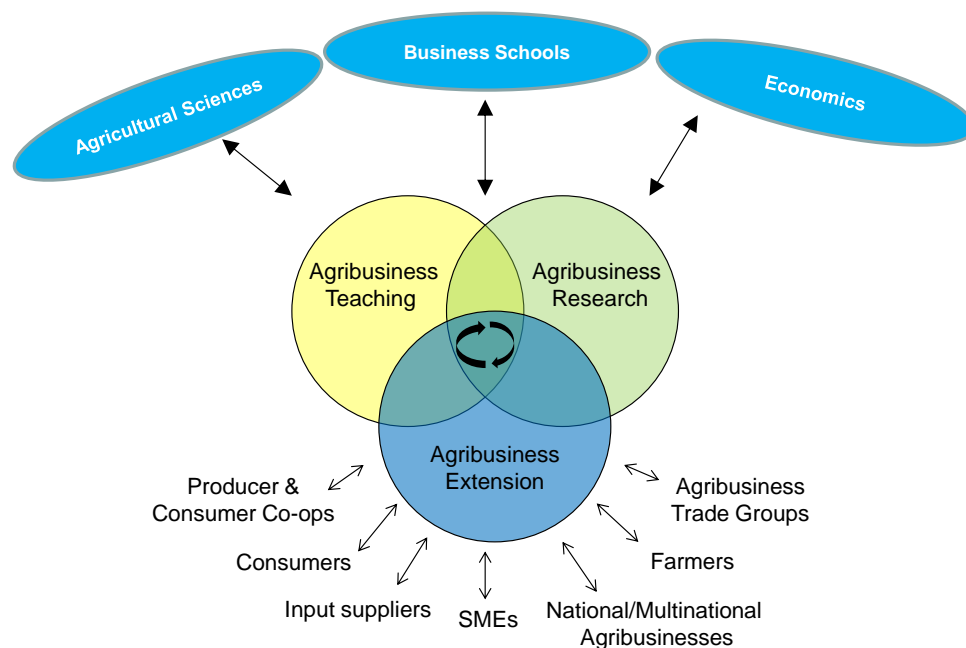 Business Schools
Agricultural Sciences
Economics
Agribusiness
Teaching
Agribusiness
Research
Agribusiness
Extension
Producer &
Consumer Co-ops
Agribusiness
Trade Groups
Consumers
Farmers
Input suppliers
SMEs
National/Multinational
Agribusinesses